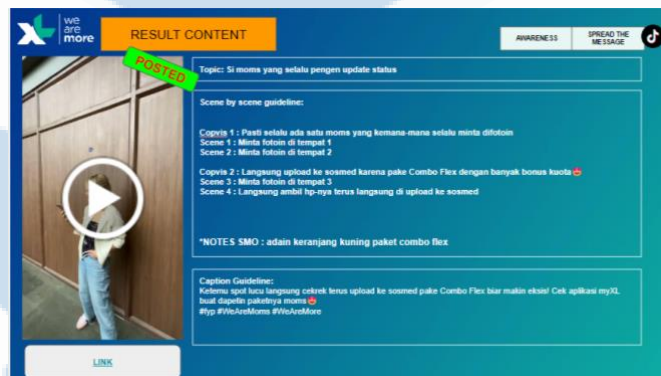 XL
we
are
more
RESULT CONTENT
AWARENESS
SPREAD THE
MESSAGE
POSTED
Topic: Si moms yang selalu pengen update status
Scene by scene guideline:
Copvis 1 : Pasti selalu ada satu moms yang kemana-mana selalu minta difotoin
Scene 1 : Minta fotoin di tempat 1
Scene 2 : Minta fotoin di tempat 2
Copvis 2 : Langsung upload ke sosmed karena pake Combo Flex dengan banyak bonus kuota
Scene 3 : Minta fotoin di tempat 3
Scene 4 : Langsung ambil hp-nya terus langsung di upload ke sosmed
*NOTES SMO : adain keranjang kuning paket combo flex
Caption Guideline:
Ketemu spot lucu langsung cekrek terus upload ke sosmed pake Combo Flex biar makin eksis! Cek aplikasi myXL
buat dapetin paketnya moms
#fyp #WeAreMoms #WeAreMore
LINK